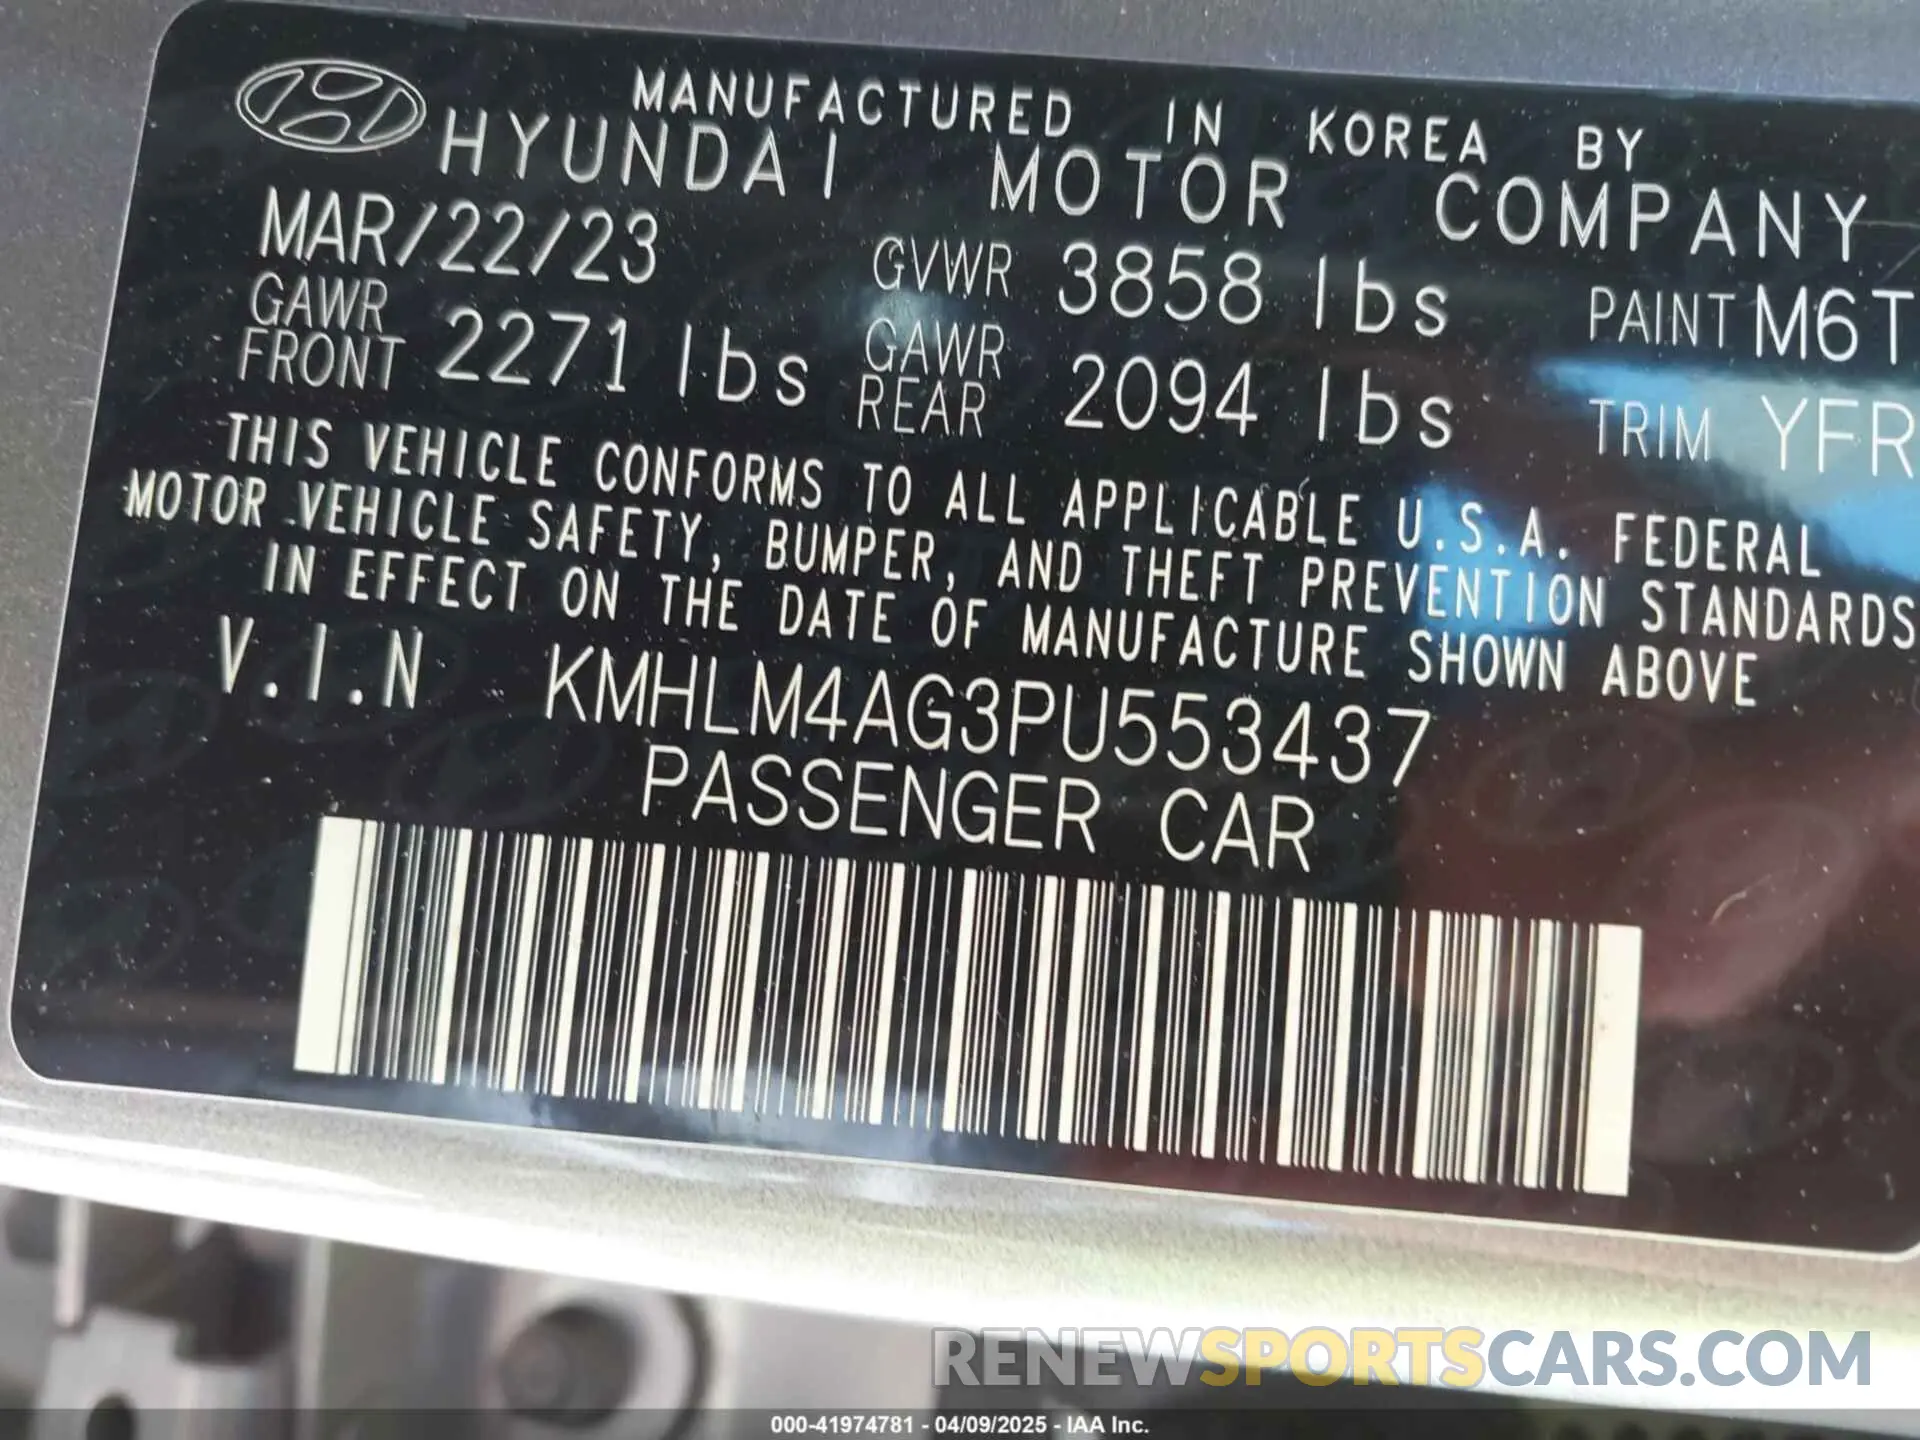 MANUFACTURED IN KOREA BY
HYUNDAI MOTOR COMPANY
MAR/22/23 GVWR 3858 lbs PAINT M6T
GAWR FRONT 2271 lbs GAWR REAR 2094 lbs TRIM YFR
THIS VEHICLE CONFORMS TO ALL APPLICABLE U.S.A. FEDERAL
MOTOR VEHICLE SAFETY, BUMPER, AND THEFT PREVENTION STANDARDS
IN EFFECT ON THE DATE OF MANUFACTURE SHOWN ABOVE
V.I.N KMHLM4AG3PU553437
PASSENGER CAR
RENEWSPORTSCARS.COM
000-41974781 - 04/09/2025 - IAA Inc.